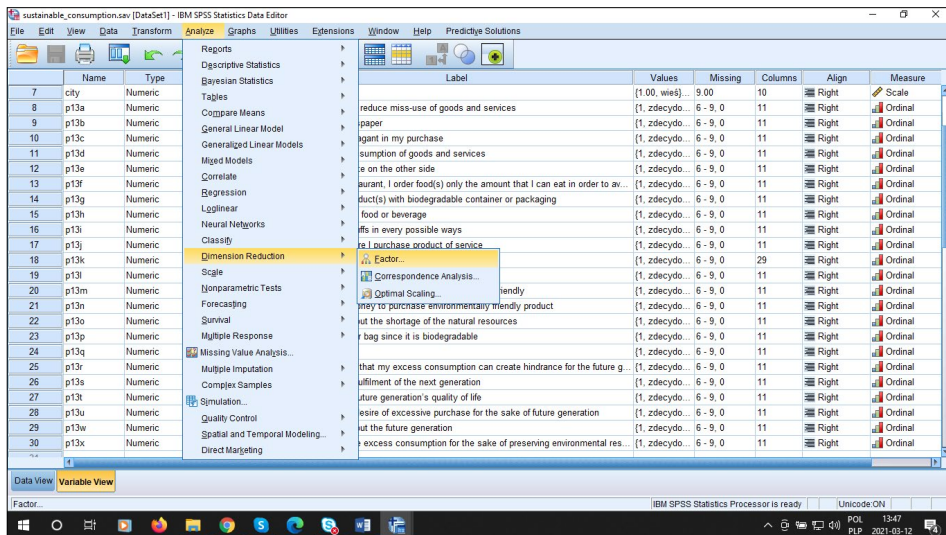 sustainable_consumption.sav [DataSet1] - IBM SPSS Statistics Data Editor
File Edit View Data Transform Analyze Graphs Utilities Extensions Window Help Predictive Solutions
Reports
Descriptive Statistics
Bayesian Statistics
Tables
Compare Means
General Linear Model
Generalized Linear Models
Mixed Models
Correlate
Regression
Loglinear
Neural Networks
Classify
Dimension Reduction
Scale
Nonparametric Tests
Forecasting
Survival
Multiple Response
Missing Value Analysis...
Multiple Imputation
Complex Samples
Simulation...
Quality Control
Spatial and Temporal Modeling...
Direct Marketing
Factor...
Correspondence Analysis...
Optimal Scaling...
Name Type Label Values Missing Columns Align Measure
7 city Numeric {1.00, wieś}... 9.00 10 Right Scale
8 p13a Numeric reduce miss-use of goods and services {1, zdecydo... 6 - 9, 0 11 Right Ordinal
9 p13b Numeric paper {1, zdecydo... 6 - 9, 0 11 Right Ordinal
10 p13c Numeric agant in my purchase {1, zdecydo... 6 - 9, 0 11 Right Ordinal
11 p13d Numeric sumption of goods and services {1, zdecydo... 6 - 9, 0 11 Right Ordinal
12 p13e Numeric e on the other side {1, zdecydo... 6 - 9, 0 11 Right Ordinal
13 p13f Numeric aurant, I order food(s) only the amount that I can eat in order to av... {1, zdecydo... 6 - 9, 0 11 Right Ordinal
14 p13g Numeric duct(s) with biodegradable container or packaging {1, zdecydo... 6 - 9, 0 11 Right Ordinal
15 p13h Numeric food or beverage {1, zdecydo... 6 - 9, 0 11 Right Ordinal
16 p13i Numeric ffs in every possible ways {1, zdecydo... 6 - 9, 0 11 Right Ordinal
17 p13j Numeric re I purchase product of service {1, zdecydo... 6 - 9, 0 11 Right Ordinal
18 p13k Numeric {1, zdecydo... 6 - 9, 0 29 Right Ordinal
19 p13l Numeric {1, zdecydo... 6 - 9, 0 11 Right Ordinal
20 p13m Numeric riendly {1, zdecydo... 6 - 9, 0 11 Right Ordinal
21 p13n Numeric ney to purchase environmentally friendly product {1, zdecydo... 6 - 9, 0 11 Right Ordinal
22 p13o Numeric ut the shortage of the natural resources {1, zdecydo... 6 - 9, 0 11 Right Ordinal
23 p13p Numeric r bag since it is biodegradable {1, zdecydo... 6 - 9, 0 11 Right Ordinal
24 p13q Numeric {1, zdecydo... 6 - 9, 0 11 Right Ordinal
25 p13r Numeric that my excess consumption can create hindrance for the future g... {1, zdecydo... 6 - 9, 0 11 Right Ordinal
26 p13s Numeric ulfilment of the next generation {1, zdecydo... 6 - 9, 0 11 Right Ordinal
27 p13t Numeric uture generation's quality of life {1, zdecydo... 6 - 9, 0 11 Right Ordinal
28 p13u Numeric esire of excessive purchase for the sake of future generation {1, zdecydo... 6 - 9, 0 11 Right Ordinal
29 p13w Numeric ut the future generation {1, zdecydo... 6 - 9, 0 11 Right Ordinal
30 p13x Numeric e excess consumption for the sake of preserving environmental res... {1, zdecydo... 6 - 9, 0 11 Right Ordinal
Data View Variable View
Factor... IBM SPSS Statistics Processor is ready Unicode:ON
POL 13:47
PLP 2021-03-12